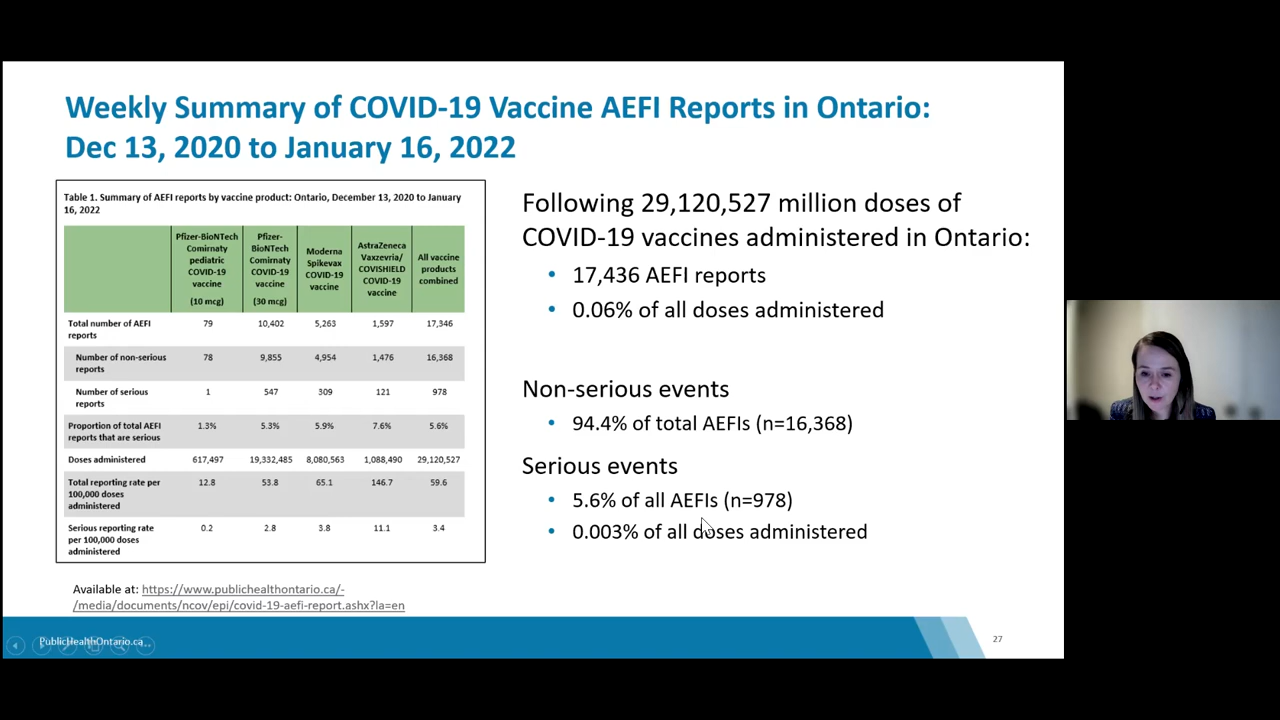 Weekly Summary of COVID-19 Vaccine AEFI Reports in Ontario:
Dec 13, 2020 to January 16, 2022
Table 1. Summary of AEFI reports by vaccine product: Ontario, December 13, 2020 to January
16, 2022
Pfizer-BioNTech Comirnaty pediatric COVID-19 vaccine (10 mcg)
Pfizer-BioNTech Comirnaty COVID-19 vaccine (30 mcg)
Moderna Spikevax COVID-19 vaccine
AstraZeneca Vaxzevria/ COVISHIELD COVID-19 vaccine
All vaccine products combined
Total number of AEFI reports 79 10,402 5,263 1,597 17,346
Number of non-serious reports 78 9,855 4,954 1,476 16,368
Number of serious reports 1 547 309 121 978
Proportion of total AEFI reports that are serious 1.3% 5.3% 5.9% 7.6% 5.6%
Doses administered 617,497 19,332,485 8,080,563 1,088,490 29,120,527
Total reporting rate per 100,000 doses administered 12.8 53.8 65.1 146.7 59.6
Serious reporting rate per 100,000 doses administered 0.2 2.8 3.8 11.1 3.4
Available at: https://www.publichealthontario.ca/-
/media/documents/ncov/epi/covid-19-aefi-report.ashx?la=en
Following 29,120,527 million doses of
COVID-19 vaccines administered in Ontario:
• 17,436 AEFI reports
• 0.06% of all doses administered
Non-serious events
• 94.4% of total AEFIs (n=16,368)
Serious events
• 5.6% of all AEFIs (n=978)
• 0.003% of all doses administered
PublicHealthOntario.ca
27